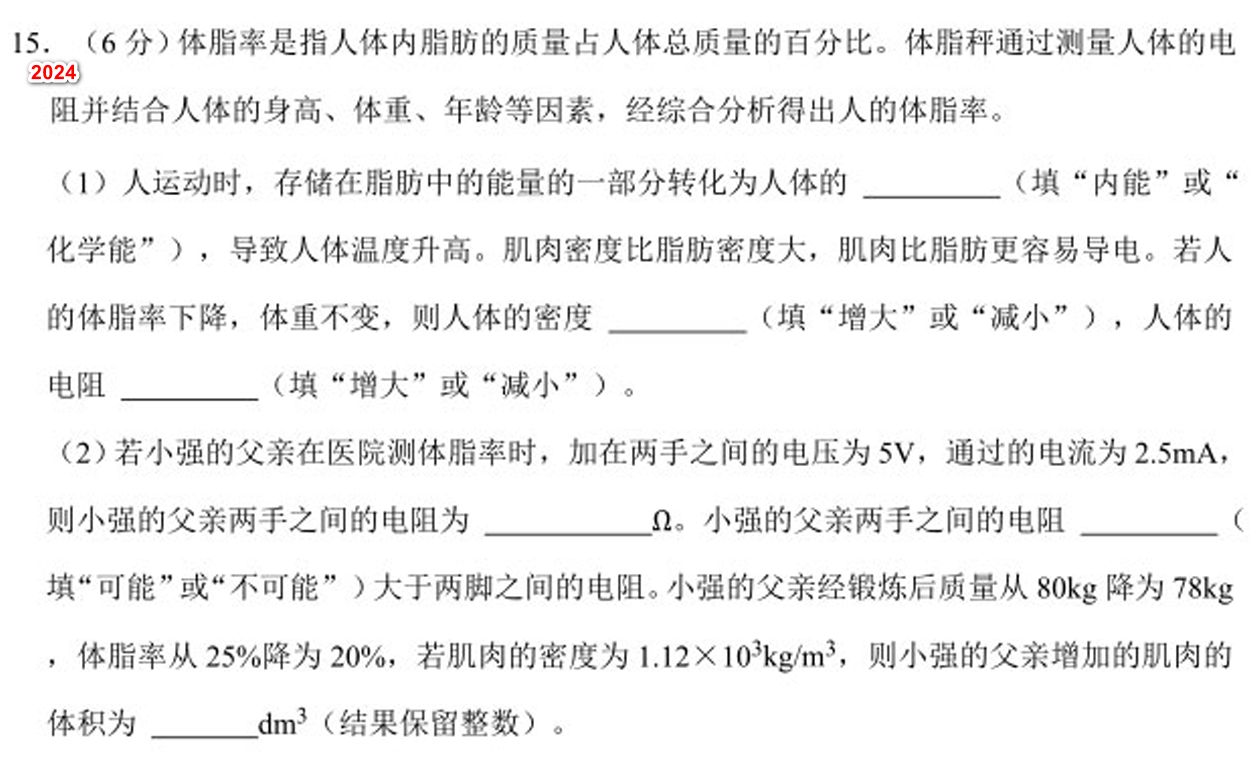 15．（6 分）体脂率是指人体内脂肪的质量占人体总质量的百分比。体脂秤通过测量人体的电
2024
阻并结合人体的身高、体重、年龄等因素，经综合分析得出人的体脂率。
（1）人运动时，存储在脂肪中的能量的一部分转化为人体的 ________（填“内能”或“
化学能”），导致人体温度升高。肌肉密度比脂肪密度大，肌肉比脂肪更容易导电。若人
的体脂率下降，体重不变，则人体的密度 ________（填“增大”或“减小”），人体的
电阻 ________（填“增大”或“减小”）。
（2）若小强的父亲在医院测体脂率时，加在两手之间的电压为 5V，通过的电流为 2.5mA，
则小强的父亲两手之间的电阻为 __________Ω。小强的父亲两手之间的电阻 ________（
填“可能”或“不可能”）大于两脚之间的电阻。小强的父亲经锻炼后质量从 80kg 降为 78kg
，体脂率从 25%降为 20%，若肌肉的密度为 1.12×10³kg/m³，则小强的父亲增加的肌肉的
体积为 ______dm³（结果保留整数）。